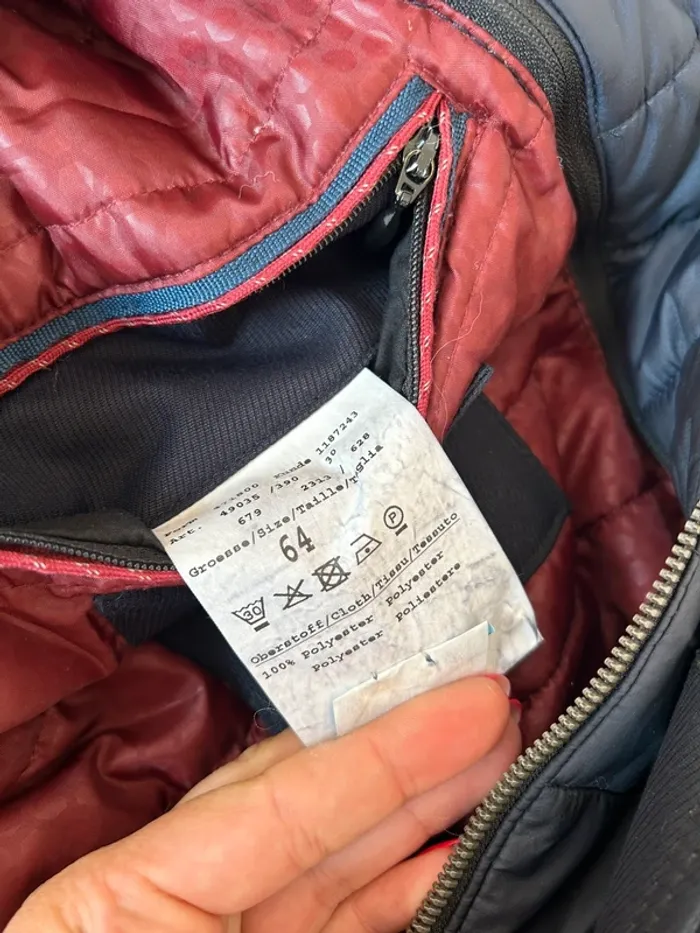 Kunde 1187243
Art: 49035 /390 30 628
679 2313 /
Groesse/Size/Taille/Taglia
64
30 P
Oberstoff/Cloth/Tissu/Tessuto
100% Polyester Polyester
Polyester Poliestere